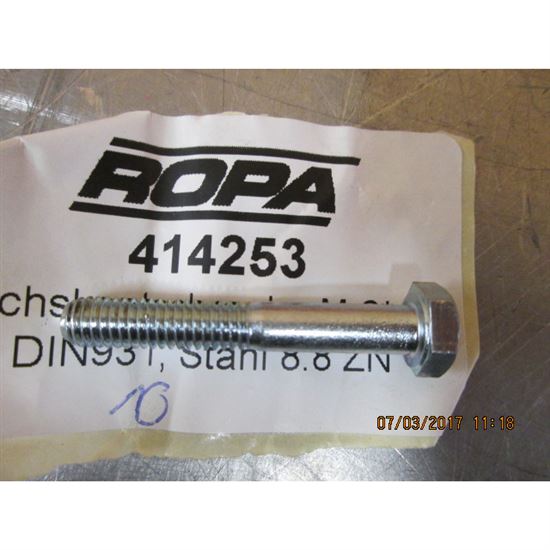 ROPA
414253
DIN931, Stahl 8.8 ZN
10
07/03/2017 11:18